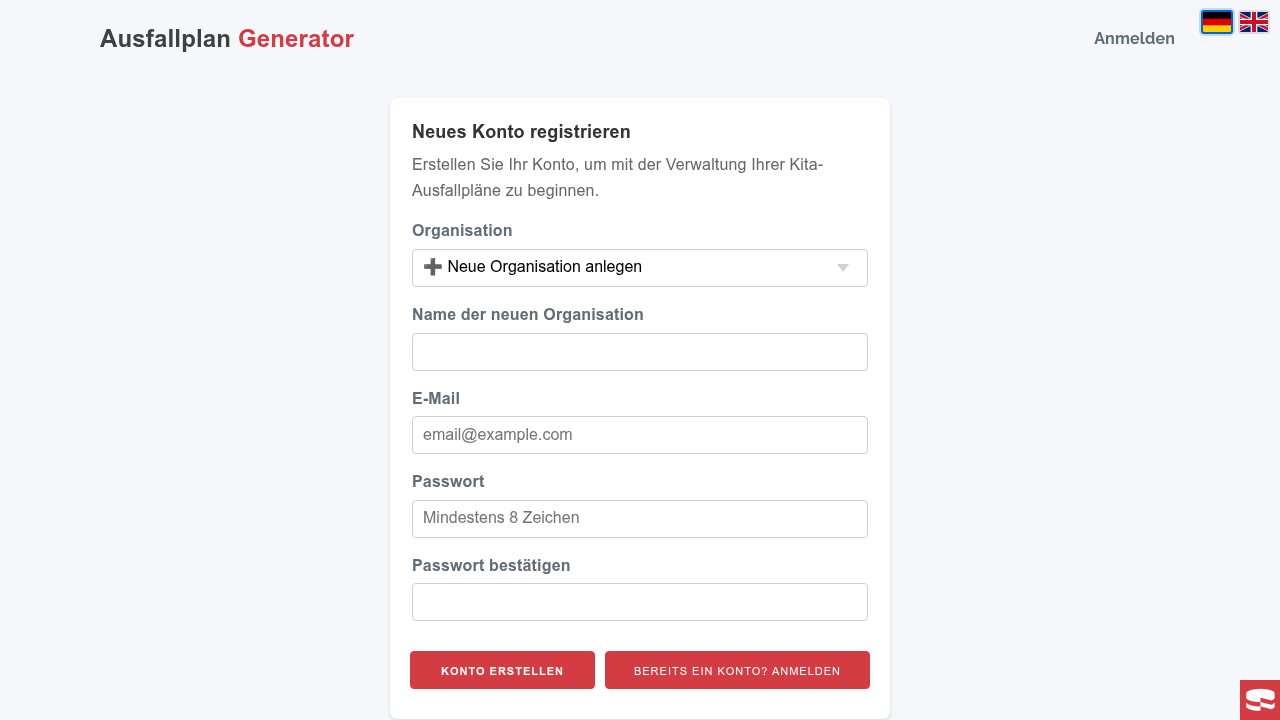 Ausfallplan Generator
Anmelden
Neues Konto registrieren
Erstellen Sie Ihr Konto, um mit der Verwaltung Ihrer Kita-
Ausfallpläne zu beginnen.
Organisation
➕ Neue Organisation anlegen
Name der neuen Organisation
E-Mail
email@example.com
Passwort
Mindestens 8 Zeichen
Passwort bestätigen
KONTO ERSTELLEN
BEREITS EIN KONTO? ANMELDEN